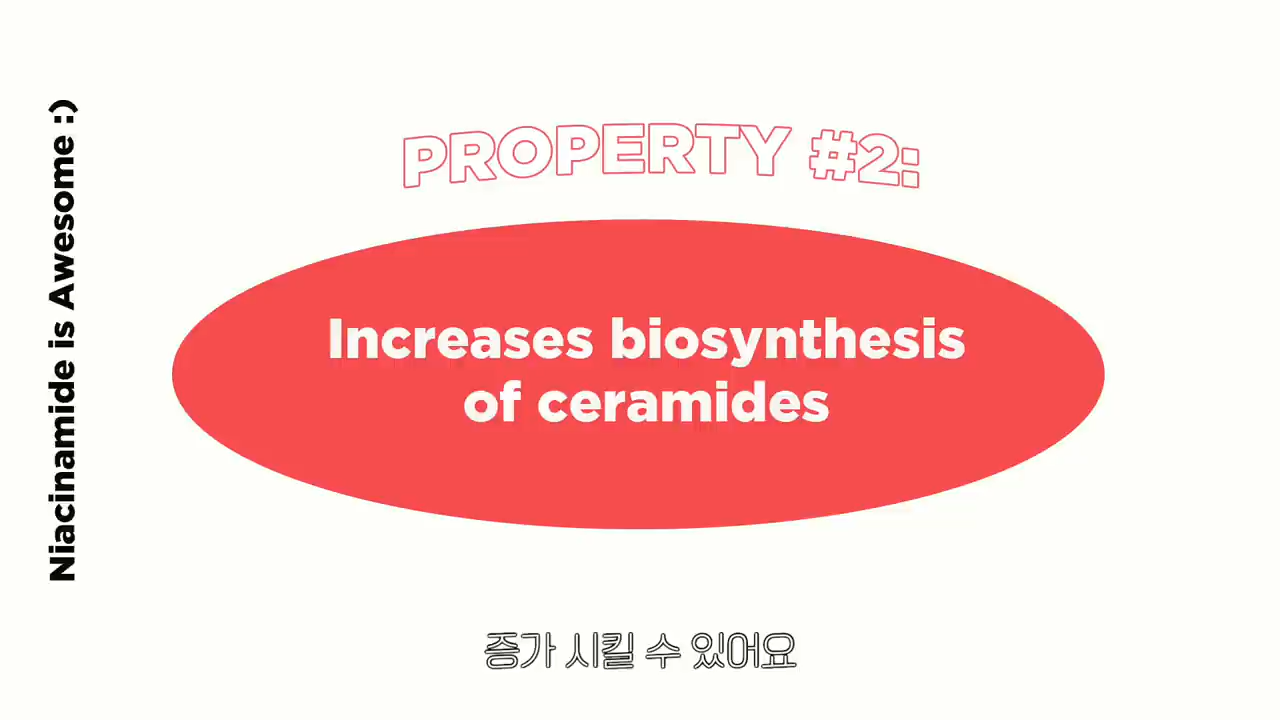 Niacinamide is Awesome :)
PROPERTY #2:
Increases biosynthesis
of ceramides
증가 시킬 수 있어요